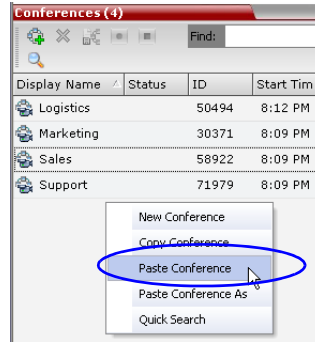 Conferences (4)
Find:
Display Name Status ID Start Tim
Logistics 50494 8:12 PM
Marketing 30371 8:09 PM
Sales 58922 8:09 PM
Support 71979 8:09 PM
New Conference
Copy Conference
Paste Conference
Paste Conference As
Quick Search